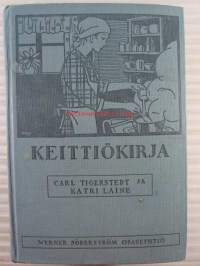 KEITTIÖKIRJA
CARL TIGERSTEDT JA
KATRI LAINE
WERNER SÖDERSTRÖM OSAKEYHTIÖ